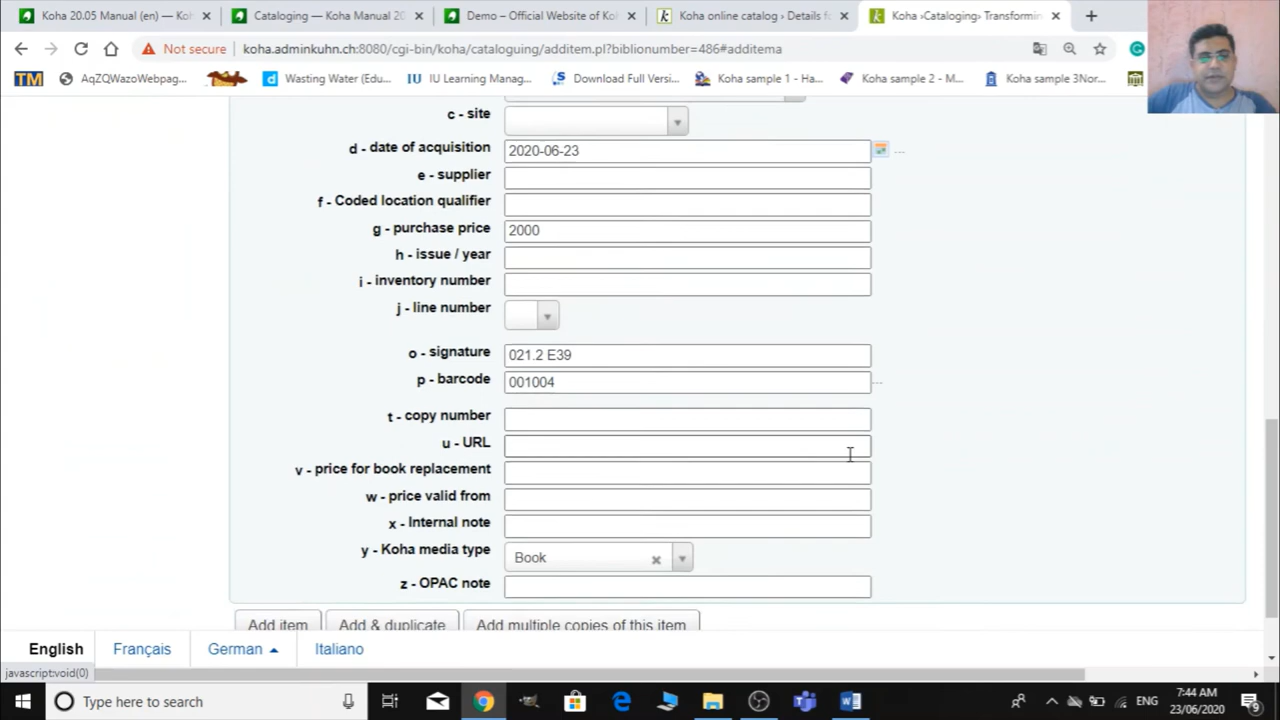 Koha 20.05 Manual (en) — Koh
Cataloging — Koha Manual 20
Demo – Official Website of Ko
Koha online catalog › Details fo
Koha ›Cataloging› Transformin
Not secure
koha.adminkuhn.ch:8080/cgi-bin/koha/cataloguing/additem.pl?biblionumber=486#additema
TM
AqZQWazoWebpag...
Wasting Water (Edu...
IU IU Learning Manag...
Download Full Versi...
Koha sample 1 - Ha...
Koha sample 2 - M...
Koha sample 3Nor...
c - site
d - date of acquisition 2020-06-23 ...
e - supplier
f - Coded location qualifier
g - purchase price 2000
h - issue / year
i - inventory number
j - line number
o - signature 021.2 E39
p - barcode 001004 ...
t - copy number
u - URL
v - price for book replacement
w - price valid from
x - Internal note
y - Koha media type Book
z - OPAC note
Add item Add & duplicate Add multiple copies of this item
English Français German Italiano
javascript:void(0)
Type here to search
ENG
7:44 AM
23/06/2020
9